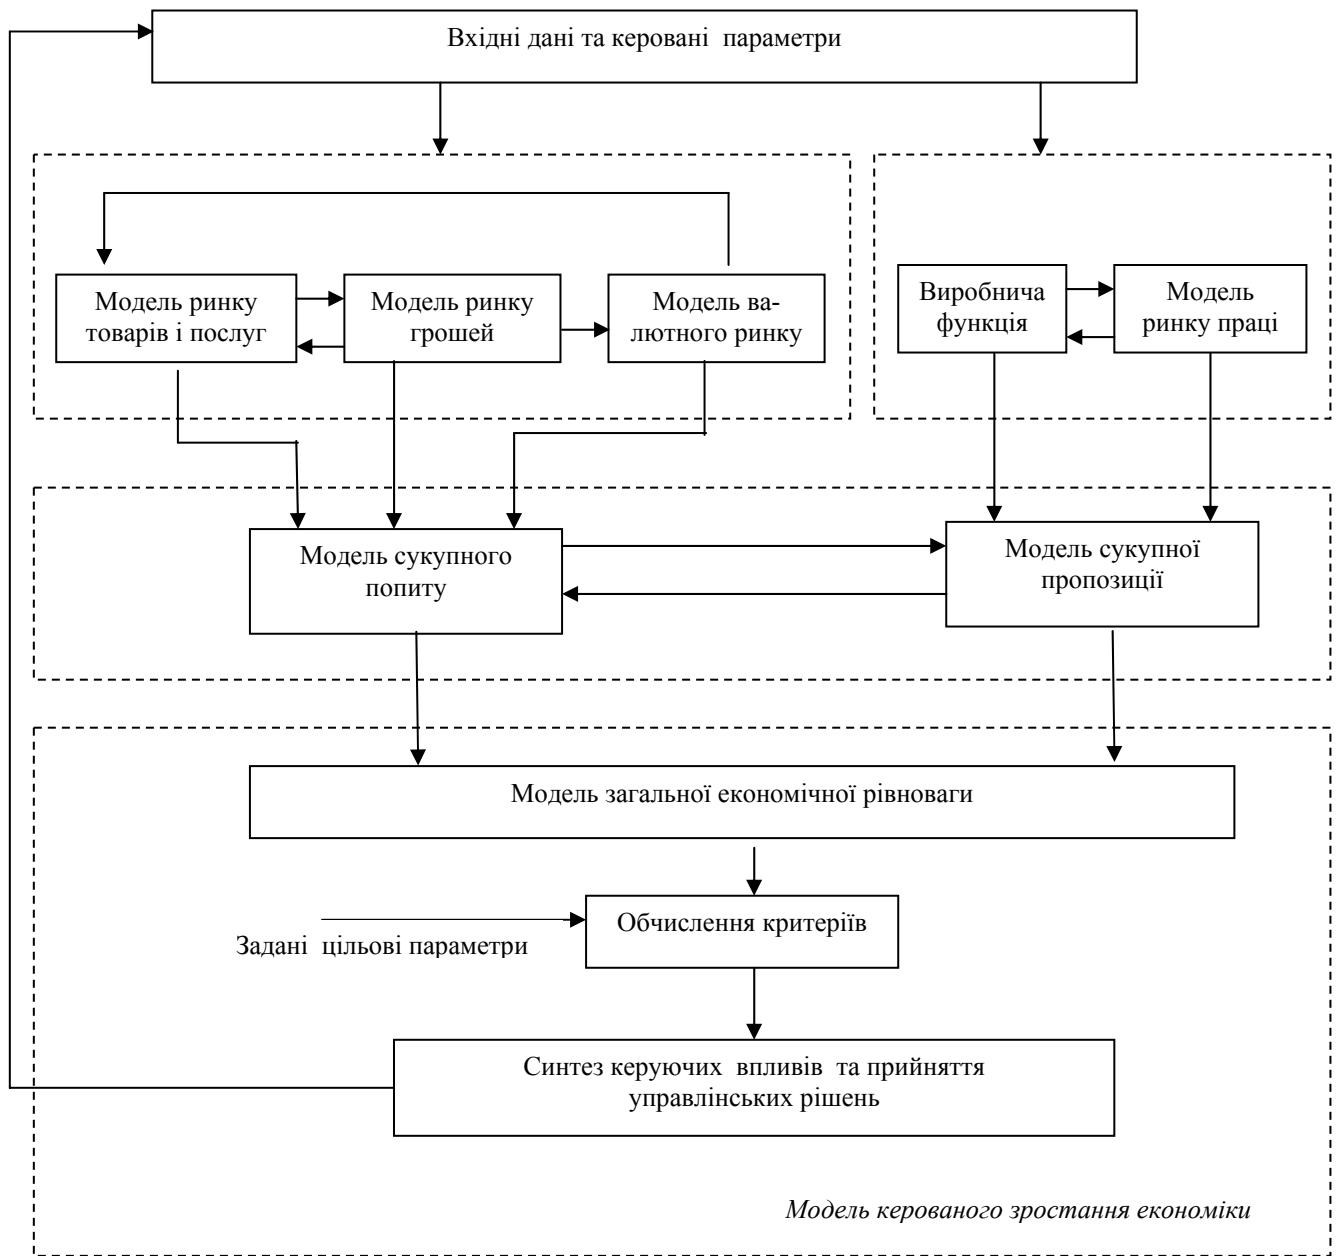 Вхідні дані та керовані параметри
Модель ринку
товарів і послуг
Модель ринку
грошей
Модель ва-
лютного ринку
Виробнича
функція
Модель
ринку праці
Модель сукупного
попиту
Модель сукупної
пропозиції
Модель загальної економічної рівноваги
Обчислення критеріїв
Задані цільові параметри
Синтез керуючих впливів та прийняття
управлінських рішень
Модель керованого зростання економіки